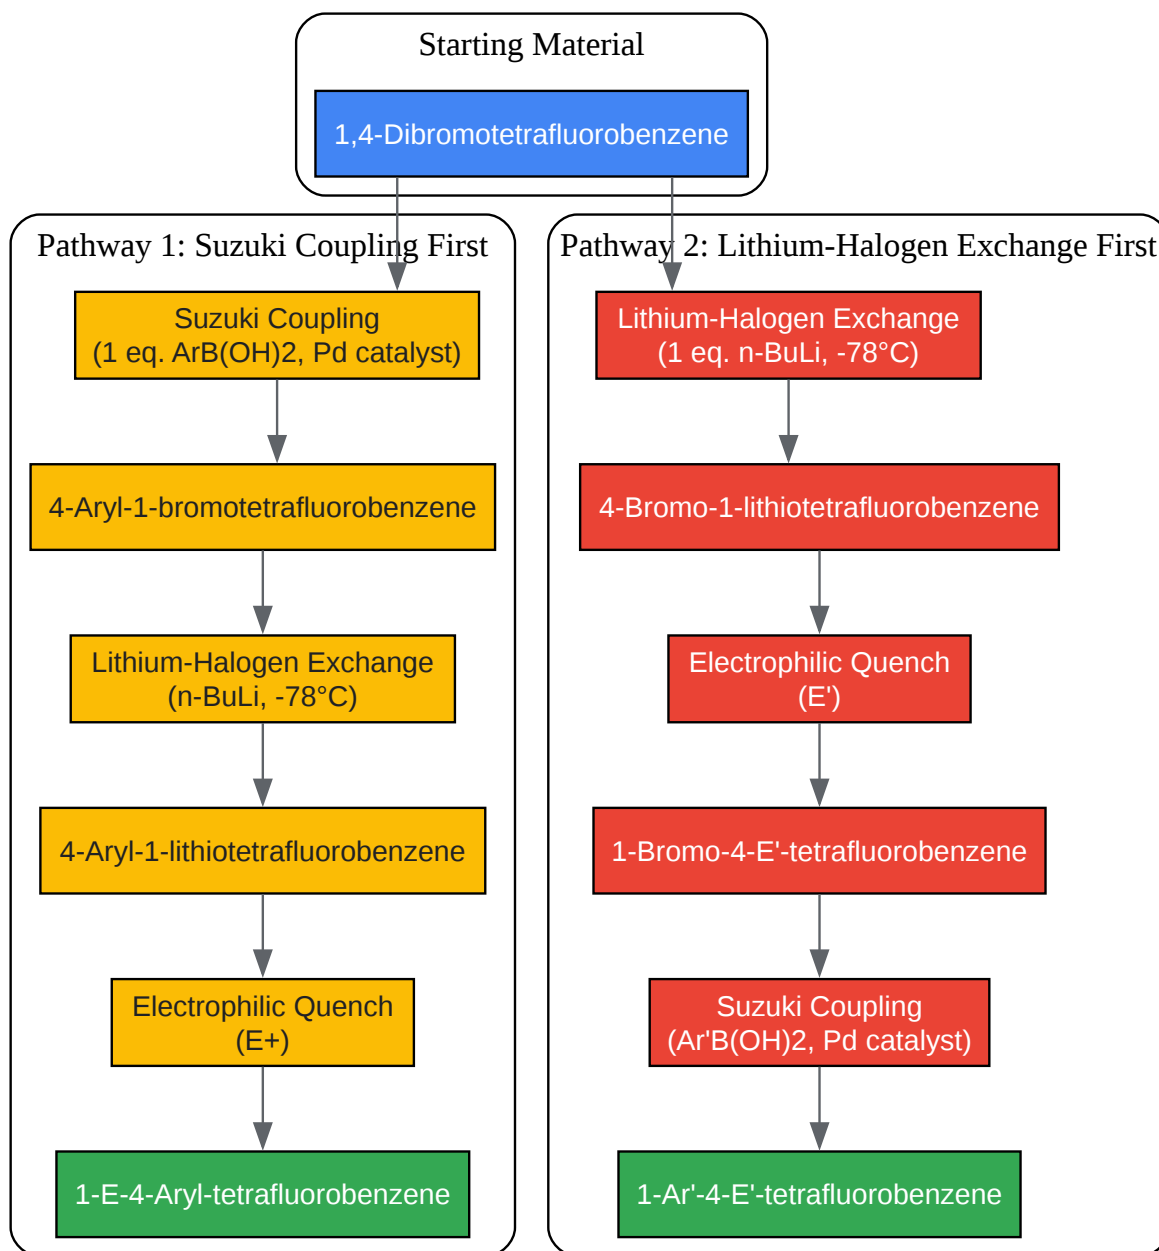 Starting Material
1,4-Dibromotetrafluorobenzene
Pathway 1: Suzuki Coupling First
Suzuki Coupling
(1 eq. ArB(OH)2, Pd catalyst)
4-Aryl-1-bromotetrafluorobenzene
Lithium-Halogen Exchange
(n-BuLi, -78°C)
4-Aryl-1-lithiotetrafluorobenzene
Electrophilic Quench
(E+)
1-E-4-Aryl-tetrafluorobenzene
Pathway 2: Lithium-Halogen Exchange First
Lithium-Halogen Exchange
(1 eq. n-BuLi, -78°C)
4-Bromo-1-lithiotetrafluorobenzene
Electrophilic Quench
(E')
1-Bromo-4-E'-tetrafluorobenzene
Suzuki Coupling
(Ar'B(OH)2, Pd catalyst)
1-Ar'-4-E'-tetrafluorobenzene